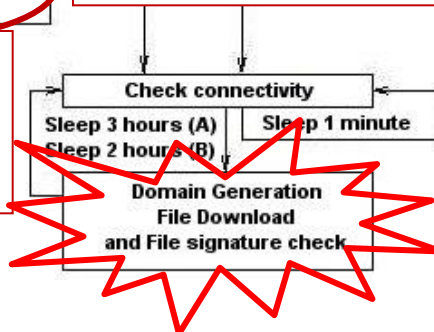 Check connectivity
Sleep 3 hours (A)
Sleep 2 hours (B)
Sleep 1 minute
Domain Generation
File Download
and File signature check